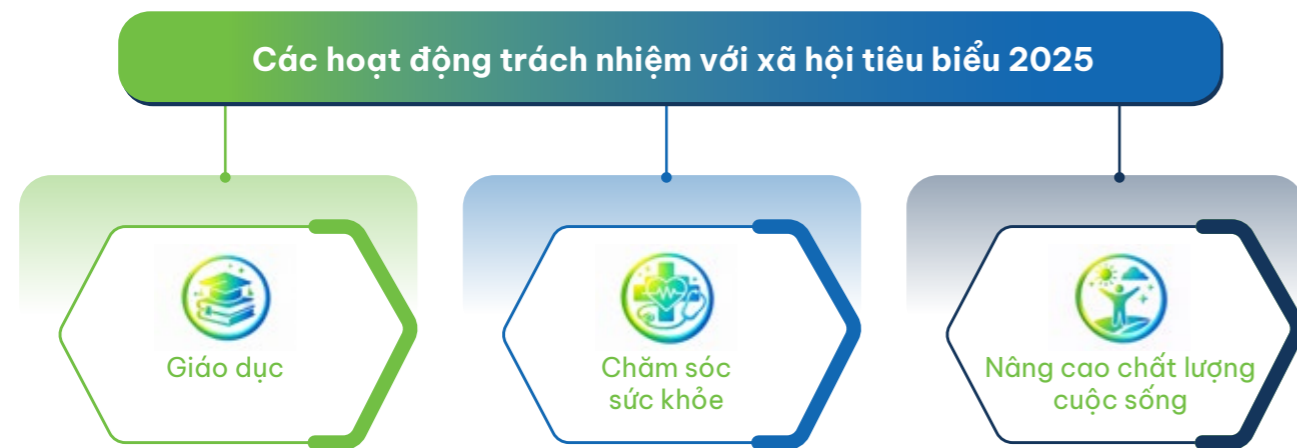 Các hoạt động trách nhiệm với xã hội tiêu biểu 2025
Giáo dục
Chăm sóc
sức khỏe
Nâng cao chất lượng
cuộc sống